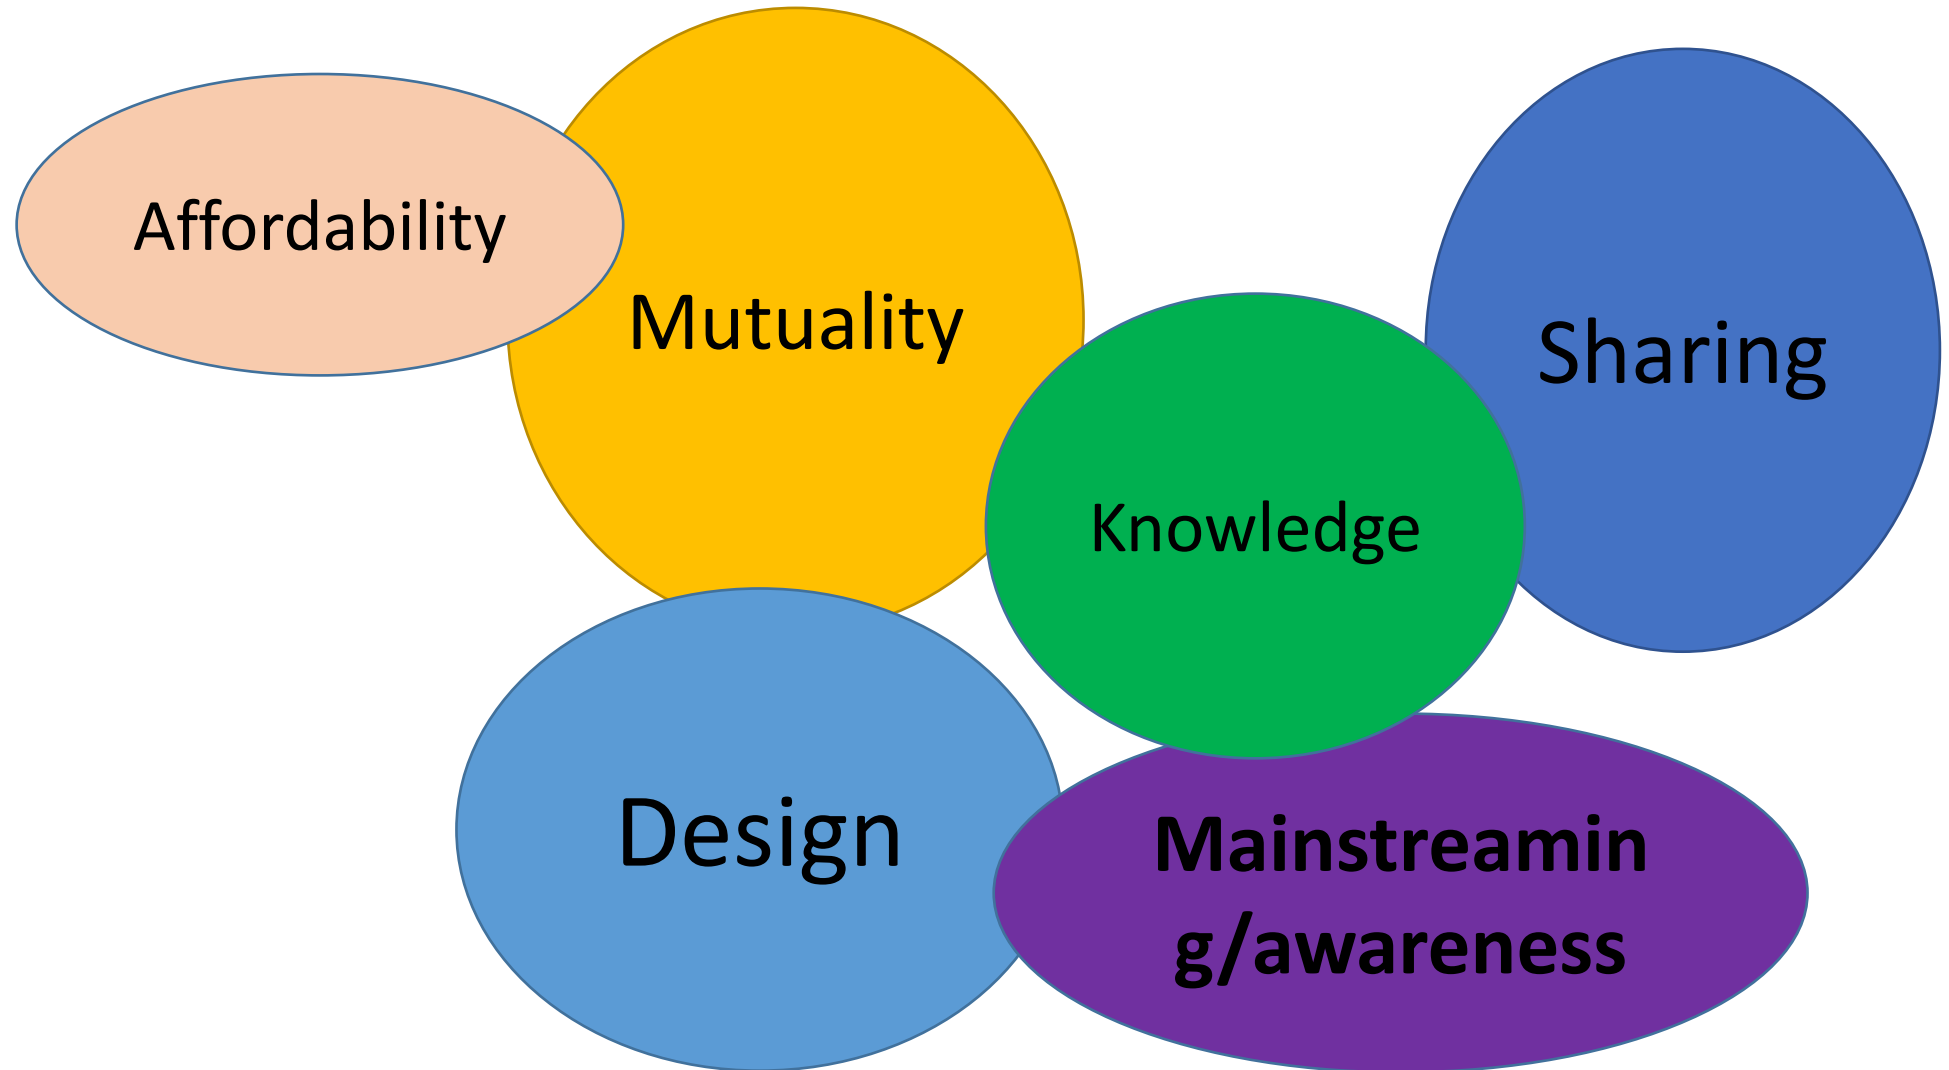 Affordability
Mutuality
Sharing
Knowledge
Design
Mainstreamin
g/awareness